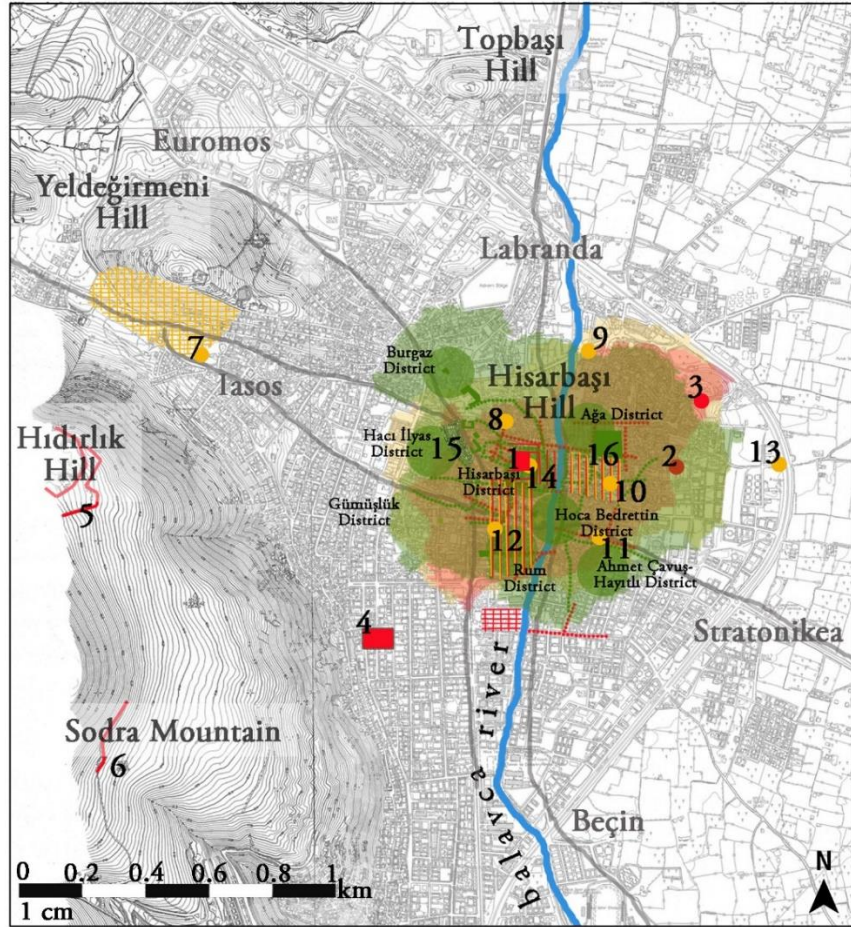 Topbaşı
Hill
Euromos
Yeldeğirmeni
Hill
Labranda
7
Iasos
Burgaz
District
9
Hisarbaşı
Hill
3
8
Ağa District
Hıdırlık
Hill
5
Hacı İlyas
District
15
1
Hisarbaşı
District
14
16
2
13
10
Gümüşlük
District
12
Hoca Bedrettin
District
11
Rum
District
Ahmet Çavuş-
Hayıtlı District
4
Stratonikea
balavca river
Sodra Mountain
6
Beçin
0 0.2 0.4 0.6 0.8 1
km
1 cm
N